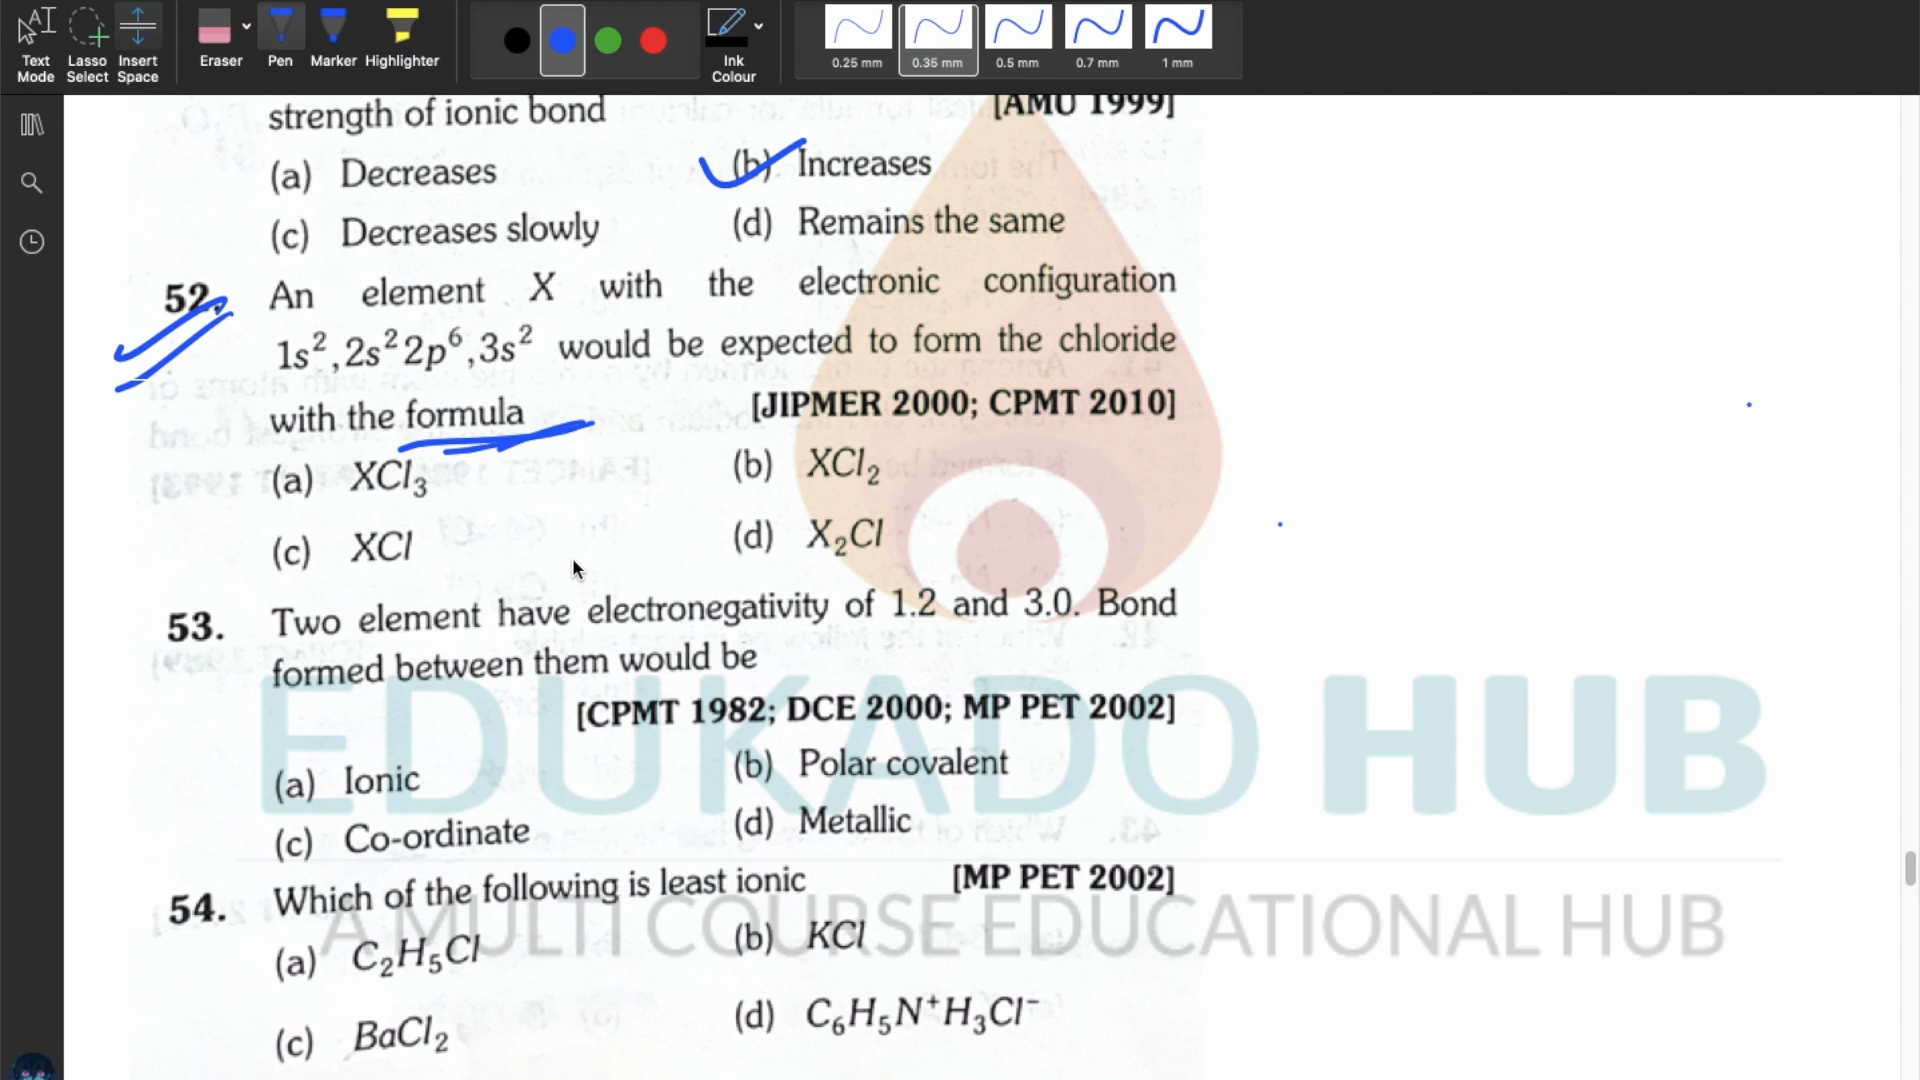 Text Mode
Lasso Select
Insert Space
Eraser
Pen
Marker
Highlighter
Ink Colour
0.25 mm
0.35 mm
0.5 mm
0.7 mm
1 mm
strength of ionic bond [AMU 1999]
(a) Decreases (b) Increases
(c) Decreases slowly (d) Remains the same
52. An element X with the electronic configuration
1s², 2s² 2p⁶, 3s² would be expected to form the chloride
with the formula [JIPMER 2000; CPMT 2010]
(a) XCl₃ (b) XCl₂
(c) XCl (d) X₂Cl
53. Two element have electronegativity of 1.2 and 3.0. Bond
formed between them would be
[CPMT 1982; DCE 2000; MP PET 2002]
(a) Ionic (b) Polar covalent
(c) Co-ordinate (d) Metallic
54. Which of the following is least ionic [MP PET 2002]
(a) C₂H₅Cl (b) KCl
(c) BaCl₂ (d) C₆H₅N⁺H₃Cl⁻
EDUKADO HUB
A MULTI COURSE EDUCATIONAL HUB